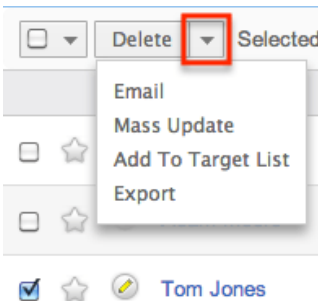 Delete Selected
Email
Mass Update
Add To Target List
Export
Tom Jones